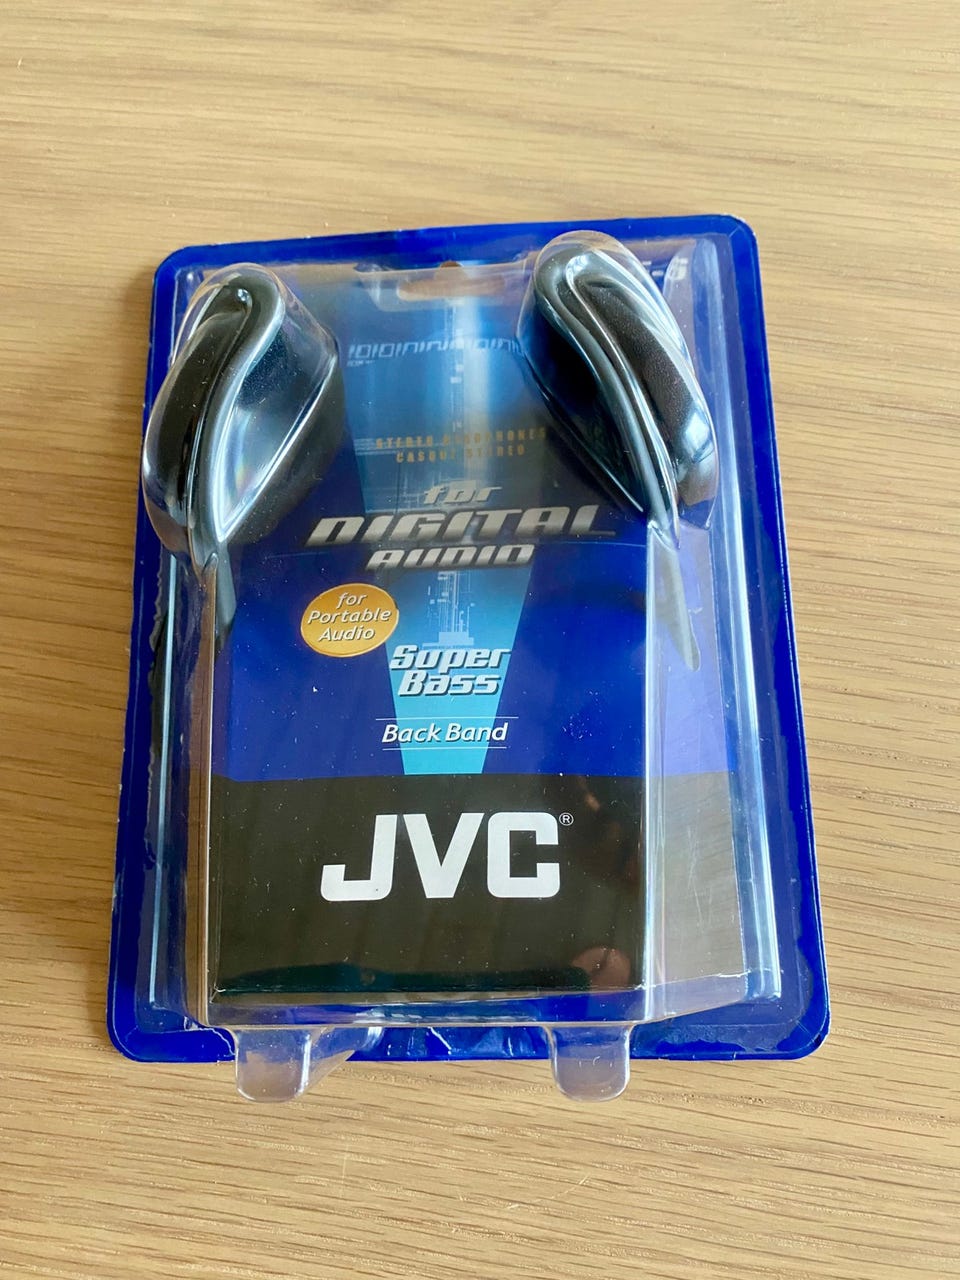 STEREO HEADPHONES
CASQUE STEREO
for
DIGITAL
AUDIO
for
Portable
Audio
Super
Bass
Back Band
JVC®